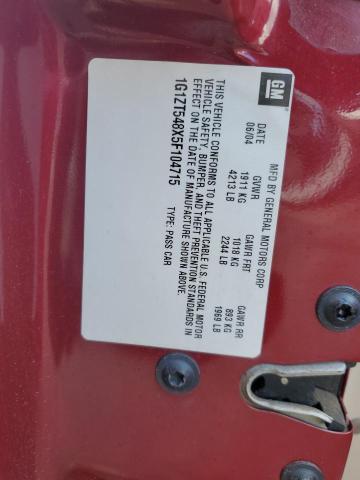 GM
MFD BY GENERAL MOTORS CORP
DATE GVWR GAWR FRT GAWR RR
06/04 1911 KG 1018 KG 893 KG
4213 LB 2244 LB 1969 LB
THIS VEHICLE CONFORMS TO ALL APPLICABLE U.S. FEDERAL MOTOR
VEHICLE SAFETY, BUMPER, AND THEFT PREVENTION STANDARDS IN
EFFECT ON THE DATE OF MANUFACTURE SHOWN ABOVE.
1G1ZT548X5F104715 TYPE: PASS CAR